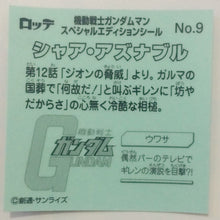 ロッテ
機動戦士ガンダムマン
スペシャルエディションシール
No.9
シャア・アズナブル
第12話「ジオンの脅威」より。ガルマの
国葬で「何故だ!」と叫ぶギレンに「坊や
だからさ」の心無く冷酷な相槌。
機動戦士
ガンダム
GUNDAM
ウワサ
偶然バーのテレビで
ギレンの演説を目撃?!
©創通・サンライズ